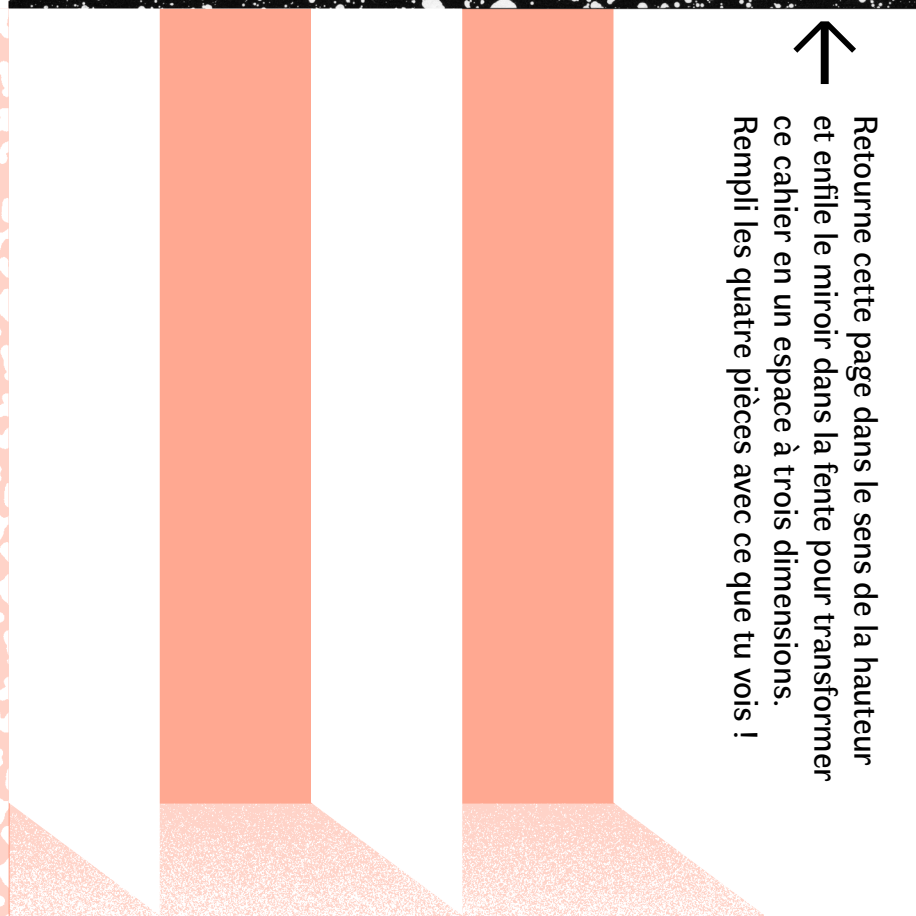 Retourne cette page dans le sens de la hauteur
et enfile le miroir dans la fente pour transformer
ce cahier en un espace à trois dimensions.
Rempli les quatre pièces avec ce que tu vois !